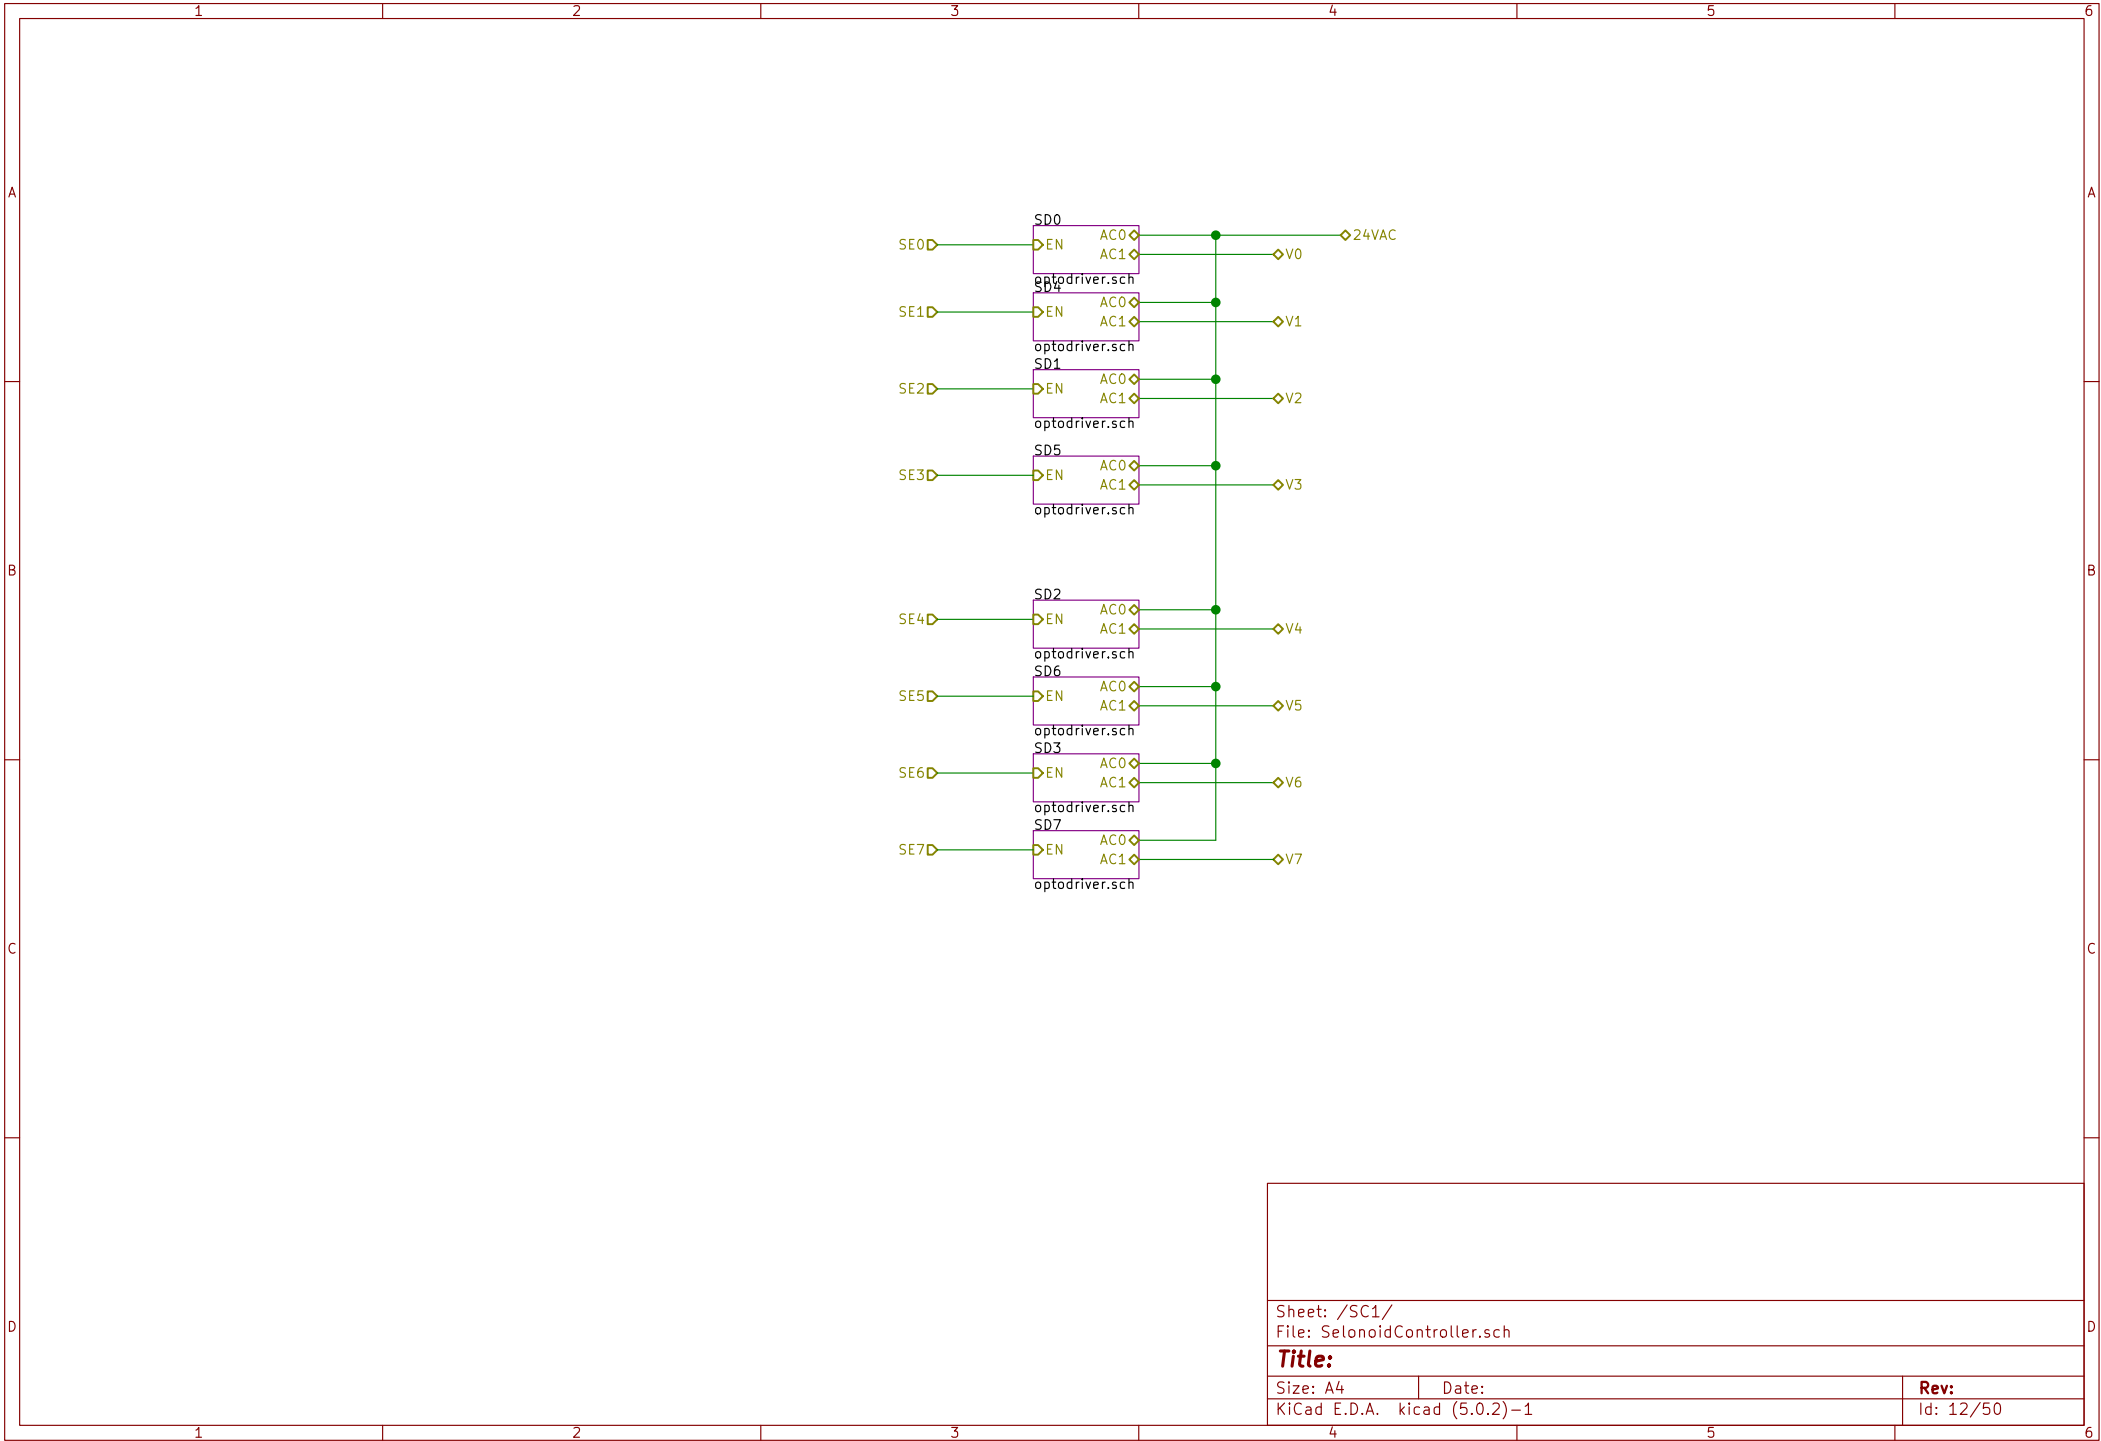 1 2 3 4 5 6
A A
SD0
AC0 24VAC
SE0 EN
AC1 V0
optodriver.sch
SD4
AC0
SE1 EN
AC1 V1
optodriver.sch
SD1
AC0
SE2 EN
AC1 V2
optodriver.sch
SD5
AC0
SE3 EN
AC1 V3
optodriver.sch
B B
SD2
AC0
SE4 EN
AC1 V4
optodriver.sch
SD6
AC0
SE5 EN
AC1 V5
optodriver.sch
SD3
AC0
SE6 EN
AC1 V6
optodriver.sch
SD7
AC0
SE7 EN
AC1 V7
optodriver.sch
C C
Sheet: /SC1/
D D
File: SelonoidController.sch
Title:
Size: A4 Date: Rev:
KiCad E.D.A. kicad (5.0.2)-1 Id: 12/50
1 2 3 4 5 6